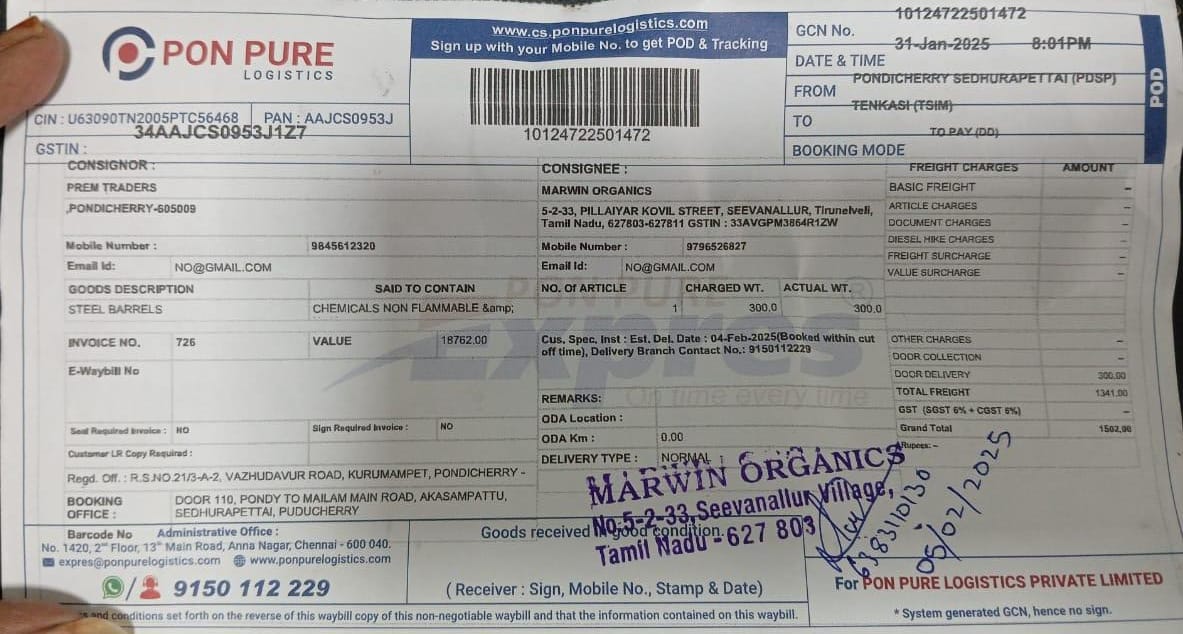 PON PURE
LOGISTICS
www.cs.ponpurelogistics.com
Sign up with your Mobile No. to get POD & Tracking
10124722501472
GCN No. 10124722501472
DATE & TIME 31-Jan-2025 8:01PM
FROM PONDICHERRY SEDHURAPETTAI (PDSP)
TO TENKASI (TSIM)
BOOKING MODE TO PAY (DD)
POD
CIN : U63090TN2005PTC56468 PAN : AAJCS0953J
GSTIN : 34AAJCS0953J1Z7
CONSIGNOR :
PREM TRADERS
,PONDICHERRY-605009
Mobile Number : 9845612320
Email Id: NO@GMAIL.COM
CONSIGNEE :
MARWIN ORGANICS
5-2-33, PILLAIYAR KOVIL STREET, SEEVANALLUR, Tirunelveli,
Tamil Nadu, 627803-627811 GSTIN : 33AVGPM3864R1ZW
Mobile Number : 9796526827
Email Id: NO@GMAIL.COM
GOODS DESCRIPTION SAID TO CONTAIN NO. Of ARTICLE CHARGED WT. ACTUAL WT.
STEEL BARRELS CHEMICALS NON FLAMMABLE &amp; 1 300.0 300.0
INVOICE NO. 726 VALUE 18762.00
E-Waybill No
Seal Required Invoice : NO Sign Required Invoice : NO
Customer LR Copy Required :
Cus. Spec. Inst : Est. Del. Date : 04-Feb-2025(Booked within cut
off time), Delivery Branch Contact No.: 9150112229
PON PURE
Expres
On time every time
REMARKS:
ODA Location :
ODA Km : 0.00
DELIVERY TYPE : NORMAL
FREIGHT CHARGES AMOUNT
BASIC FREIGHT –
ARTICLE CHARGES –
DOCUMENT CHARGES –
DIESEL HIKE CHARGES –
FREIGHT SURCHARGE –
VALUE SURCHARGE –
OTHER CHARGES –
DOOR COLLECTION –
DOOR DELIVERY 300.00
TOTAL FREIGHT 1341.00
GST (SGST 6% + CGST 6%) –
Grand Total 1502.00
Rupees: –
Regd. Off. : R.S.NO.21/3-A-2, VAZHUDAVUR ROAD, KURUMAMPET, PONDICHERRY -
BOOKING OFFICE : DOOR 110, PONDY TO MAILAM MAIN ROAD, AKASAMPATTU,
SEDHURAPETTAI, PUDUCHERRY
Barcode No Administrative Office :
No. 1420, 2nd Floor, 13th Main Road, Anna Nagar, Chennai - 600 040.
expres@ponpurelogistics.com www.ponpurelogistics.com
/ 9150 112 229
Goods received in good condition.
MARWIN ORGANICS
No:5-2-33, Seevanallur Village,
Tamil Nadu - 627 803
6383110130
05/02/2025
( Receiver : Sign, Mobile No., Stamp & Date)
For PON PURE LOGISTICS PRIVATE LIMITED
* System generated GCN, hence no sign.
and conditions set forth on the reverse of this waybill copy of this non-negotiable waybill and that the information contained on this waybill.